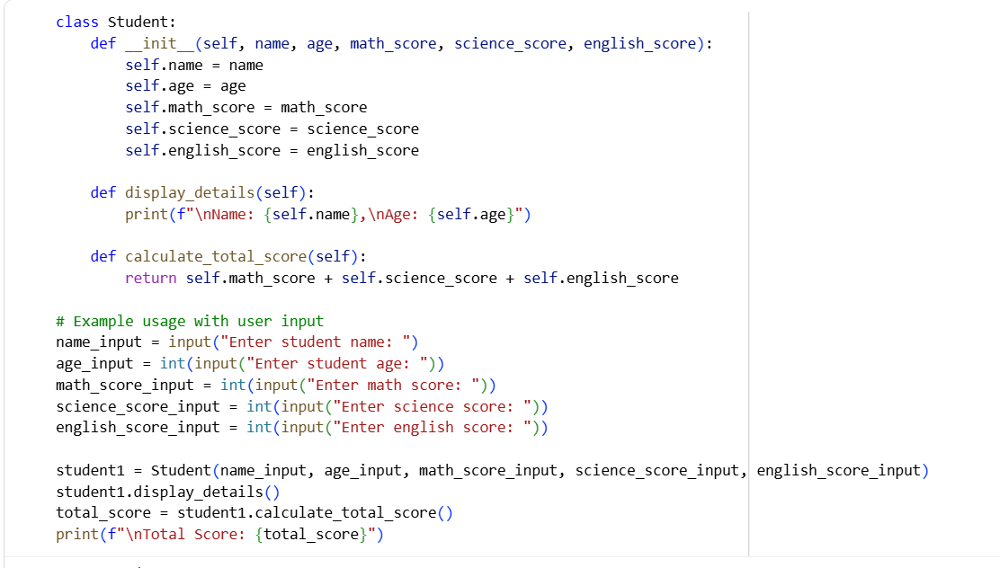 class Student:
    def __init__(self, name, age, math_score, science_score, english_score):
        self.name = name
        self.age = age
        self.math_score = math_score
        self.science_score = science_score
        self.english_score = english_score

    def display_details(self):
        print(f"\nName: {self.name},\nAge: {self.age}")

    def calculate_total_score(self):
        return self.math_score + self.science_score + self.english_score

# Example usage with user input
name_input = input("Enter student name: ")
age_input = int(input("Enter student age: "))
math_score_input = int(input("Enter math score: "))
science_score_input = int(input("Enter science score: "))
english_score_input = int(input("Enter english score: "))

student1 = Student(name_input, age_input, math_score_input, science_score_input, english_score_input)
student1.display_details()
total_score = student1.calculate_total_score()
print(f"\nTotal Score: {total_score}")